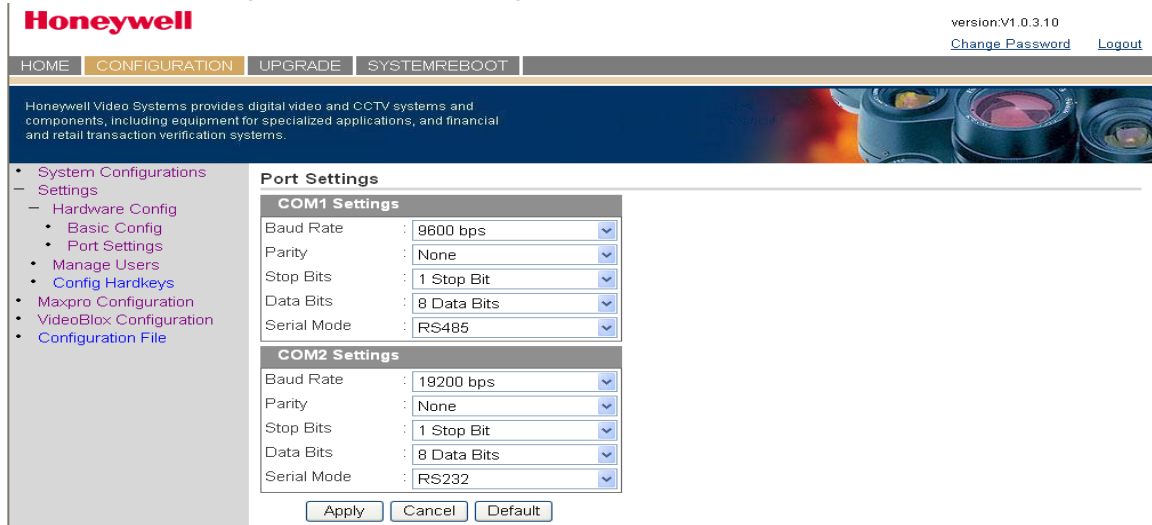 Honeywell
version:V1.0.3.10
Change Password Logout
HOME CONFIGURATION UPGRADE SYSTEMREBOOT
Honeywell Video Systems provides digital video and CCTV systems and
components, including equipment for specialized applications, and financial
and retail transaction verification systems.
System Configurations
Settings
Hardware Config
Basic Config
Port Settings
Manage Users
Config Hardkeys
Maxpro Configuration
VideoBlox Configuration
Configuration File
Port Settings
COM1 Settings
Baud Rate : 9600 bps
Parity : None
Stop Bits : 1 Stop Bit
Data Bits : 8 Data Bits
Serial Mode : RS485
COM2 Settings
Baud Rate : 19200 bps
Parity : None
Stop Bits : 1 Stop Bit
Data Bits : 8 Data Bits
Serial Mode : RS232
Apply Cancel Default